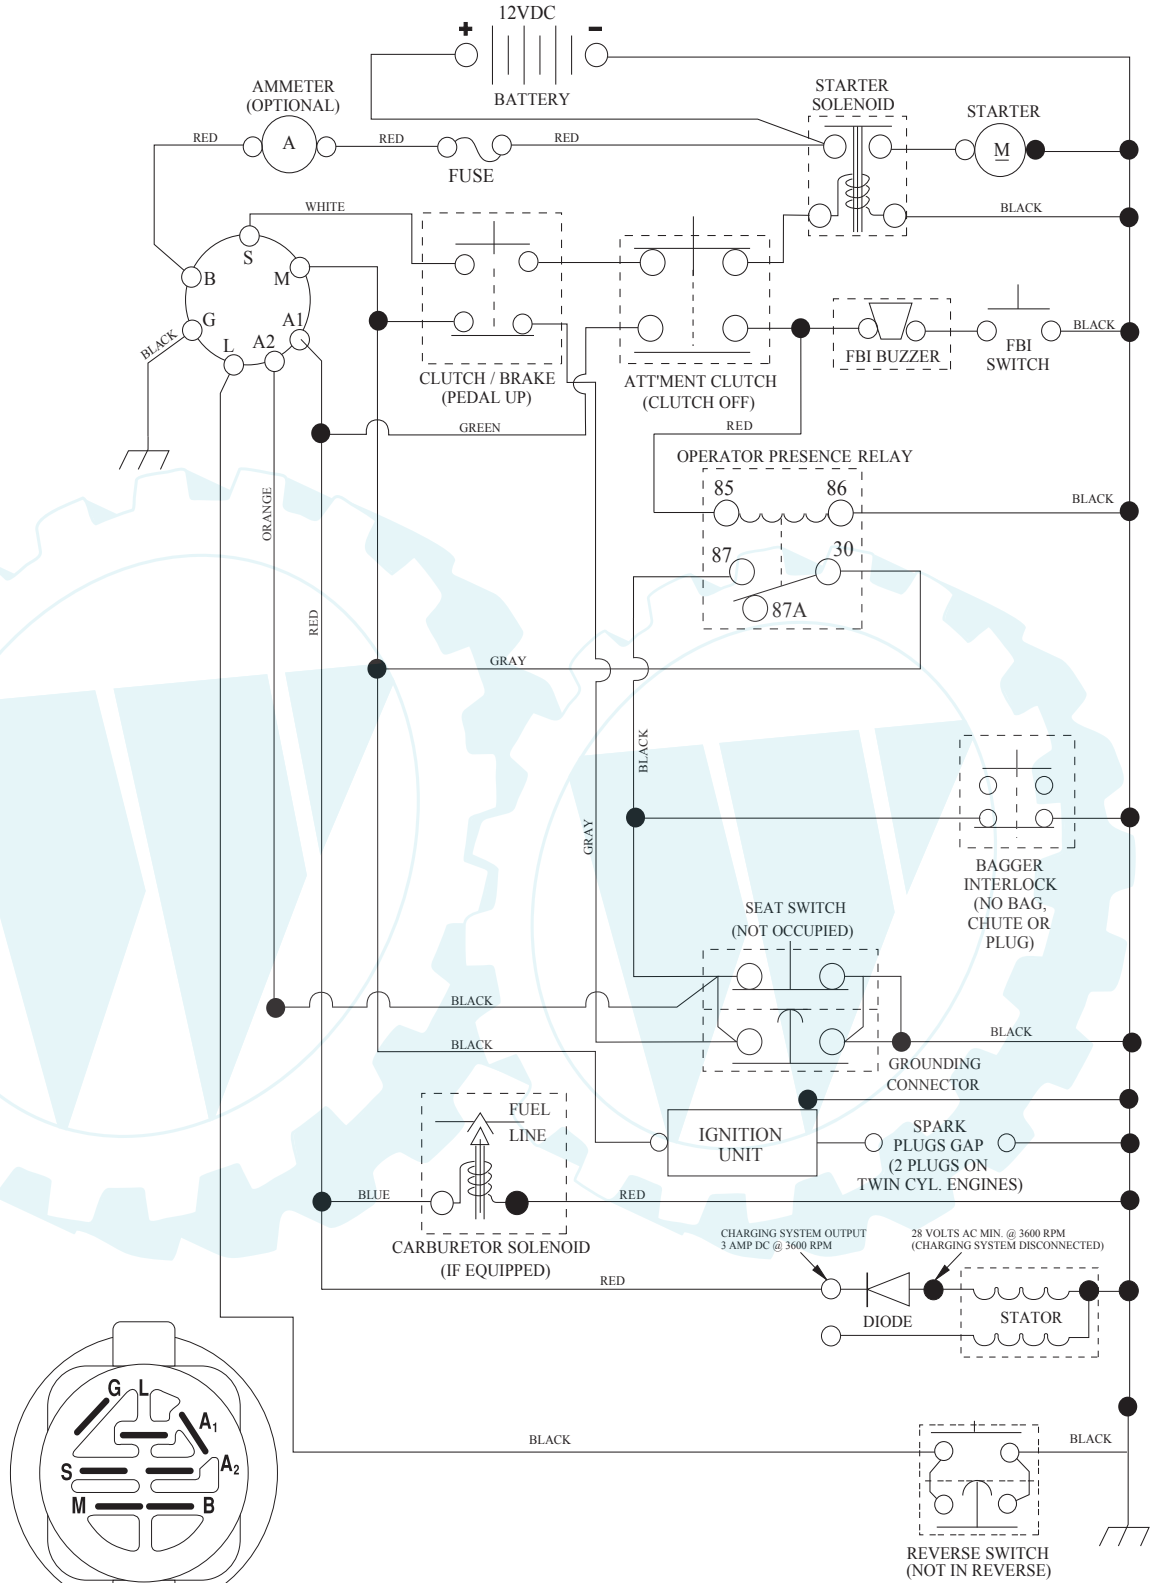 12VDC
+
−
BATTERY
AMMETER
(OPTIONAL)
A
RED
RED
FUSE
RED
STARTER
SOLENOID
STARTER
M
BLACK
WHITE
S
B
M
G
A1
L
A2
BLACK
CLUTCH / BRAKE
(PEDAL UP)
ATT'MENT CLUTCH
(CLUTCH OFF)
FBI BUZZER
FBI
SWITCH
BLACK
GREEN
RED
OPERATOR PRESENCE RELAY
85
86
87
30
87A
BLACK
ORANGE
RED
GRAY
BLACK
GRAY
BAGGER
INTERLOCK
(NO BAG,
CHUTE OR
PLUG)
SEAT SWITCH
(NOT OCCUPIED)
BLACK
BLACK
BLACK
GROUNDING
CONNECTOR
FUEL
LINE
IGNITION
UNIT
SPARK
PLUGS GAP
(2 PLUGS ON
TWIN CYL. ENGINES)
BLUE
RED
CARBURETOR SOLENOID
(IF EQUIPPED)
CHARGING SYSTEM OUTPUT
3 AMP DC @ 3600 RPM
28 VOLTS AC MIN. @ 3600 RPM
(CHARGING SYSTEM DISCONNECTED)
RED
DIODE
STATOR
G
L
A1
S
A2
M
B
BLACK
BLACK
REVERSE SWITCH
(NOT IN REVERSE)